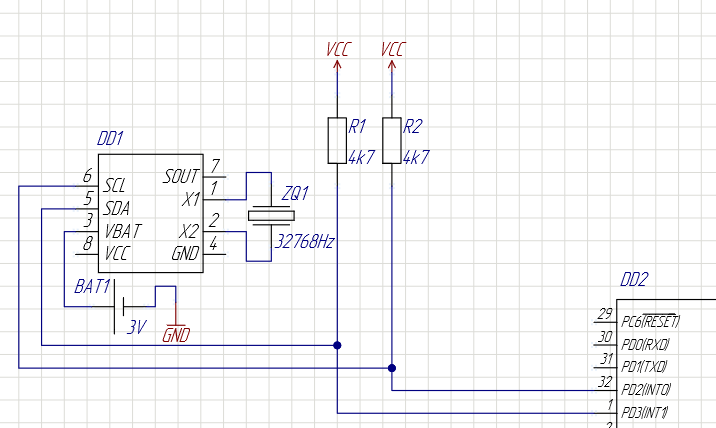 VCC VCC
R1 R2
4k7 4k7
DD1
6 SCL SOUT 7
5 SDA X1 1
3 VBAT X2 2
8 VCC GND 4
ZQ1
32768Hz
BAT1
3V
GND
DD2
29 PC6(RESET)
30 PD0(RXD)
31 PD1(TXD)
32 PD2(INT0)
1 PD3(INT1)